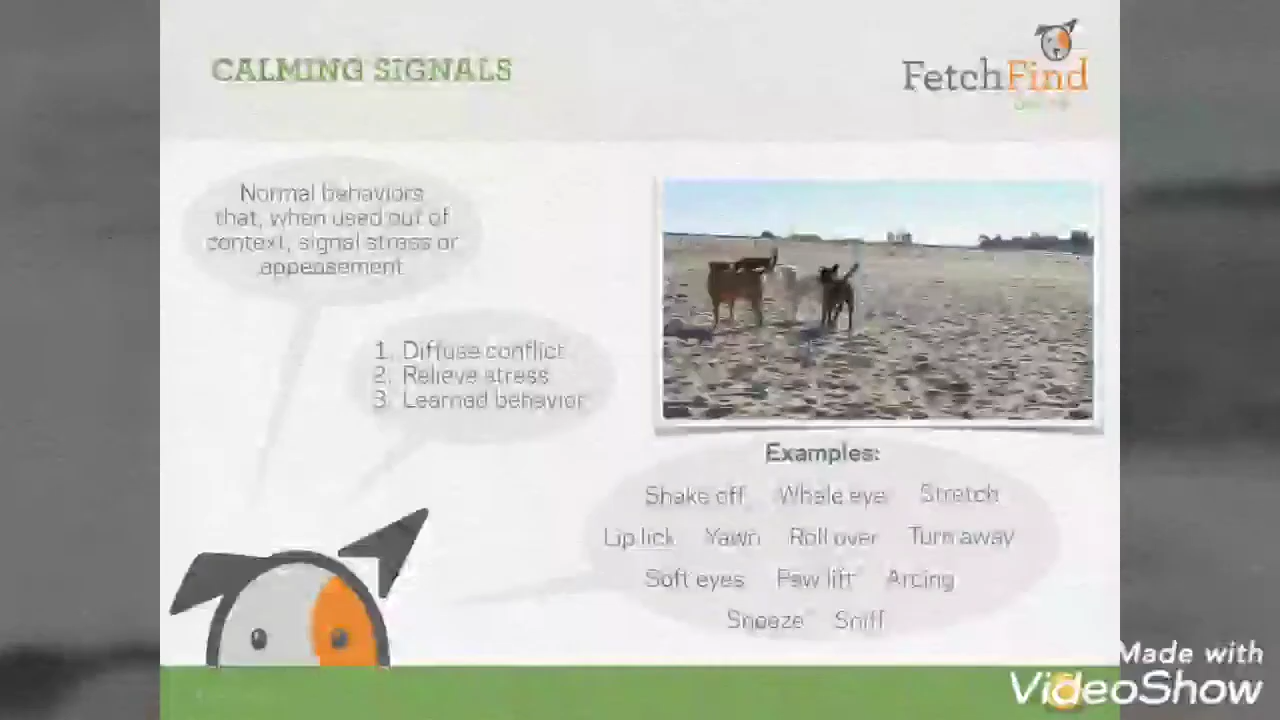 CALMING SIGNALS
FetchFind
Normal behaviors
that, when used out of
context, signal stress or
appeasement
1. Diffuse conflict
2. Relieve stress
3. Learned behavior
Examples:
Shake off Whale eye Stretch
Lip lick Yawn Roll over Turn away
Soft eyes Paw lift Arcing
Sneeze Sniff
Made with
VideoShow